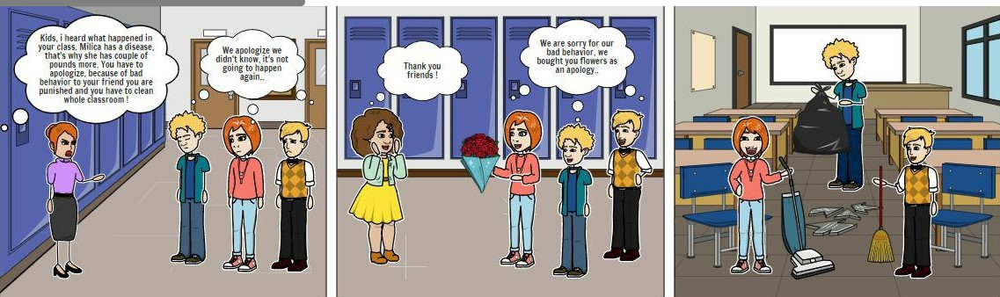 Kids, i heard what happened in
your class, Milica has a disease,
that's why she has couple of
pounds more. You have to
apologize, because of bad
behavior to your friend you are
punished and you have to clean
whole classroom !
We apologize we
didn't know, it's not
going to happen
again..
Thank you
friends !
We are sorry for our
bad behavior, we
bought you flowers as
an apology..